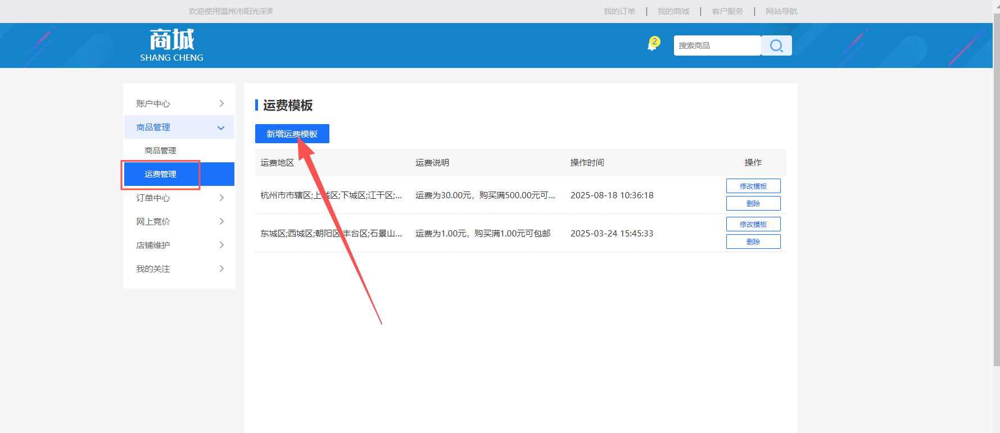 欢迎使用温州市阳光采购
我的订单 | 我的商城 | 客户服务 | 网站导航
商城
SHANG CHENG
2
搜索商品
账户中心
商品管理
商品管理
运费管理
订单中心
网上竞价
店铺维护
我的关注
运费模板
新增运费模板
运费地区 运费说明 操作时间 操作
杭州市市辖区;上城区;下城区;江干区;... 运费为30.00元，购买满500.00元可... 2025-08-18 10:36:18 修改模板
删除
东城区;西城区;朝阳区;丰台区;石景山... 运费为1.00元，购买满1.00元可包邮 2025-03-24 15:45:33 修改模板
删除